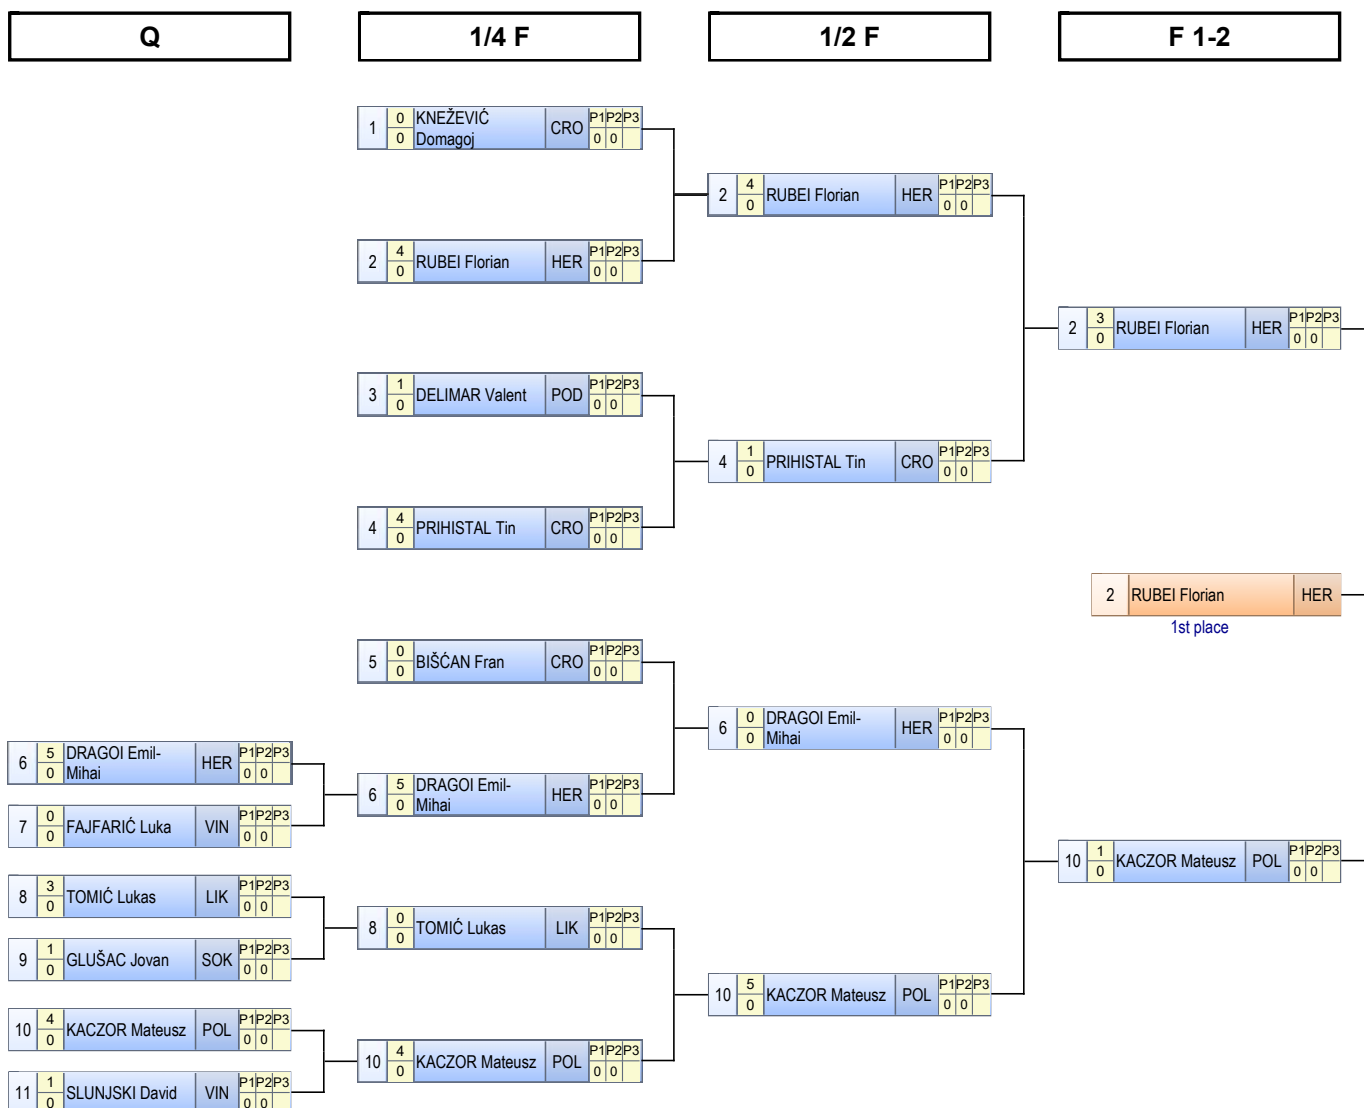 Q 1/4 F 1/2 F F 1-2
1 0 0 KNEŽEVIĆ Domagoj CRO P1 P2 P3 0 0
2 4 0 RUBEI Florian HER P1 P2 P3 0 0
2 4 0 RUBEI Florian HER P1 P2 P3 0 0
2 3 0 RUBEI Florian HER P1 P2 P3 0 0
3 1 0 DELIMAR Valent POD P1 P2 P3 0 0
4 1 0 PRIHISTAL Tin CRO P1 P2 P3 0 0
4 4 0 PRIHISTAL Tin CRO P1 P2 P3 0 0
2 RUBEI Florian HER
1st place
5 0 0 BIŠĆAN Fran CRO P1 P2 P3 0 0
6 0 0 DRAGOI Emil-Mihai HER P1 P2 P3 0 0
6 5 0 DRAGOI Emil-Mihai HER P1 P2 P3 0 0
6 5 0 DRAGOI Emil-Mihai HER P1 P2 P3 0 0
7 0 0 FAJFARIĆ Luka VIN P1 P2 P3 0 0
10 1 0 KACZOR Mateusz POL P1 P2 P3 0 0
8 3 0 TOMIĆ Lukas LIK P1 P2 P3 0 0
8 0 0 TOMIĆ Lukas LIK P1 P2 P3 0 0
9 1 0 GLUŠAC Jovan SOK P1 P2 P3 0 0
10 5 0 KACZOR Mateusz POL P1 P2 P3 0 0
10 4 0 KACZOR Mateusz POL P1 P2 P3 0 0
10 4 0 KACZOR Mateusz POL P1 P2 P3 0 0
11 1 0 SLUNJSKI David VIN P1 P2 P3 0 0